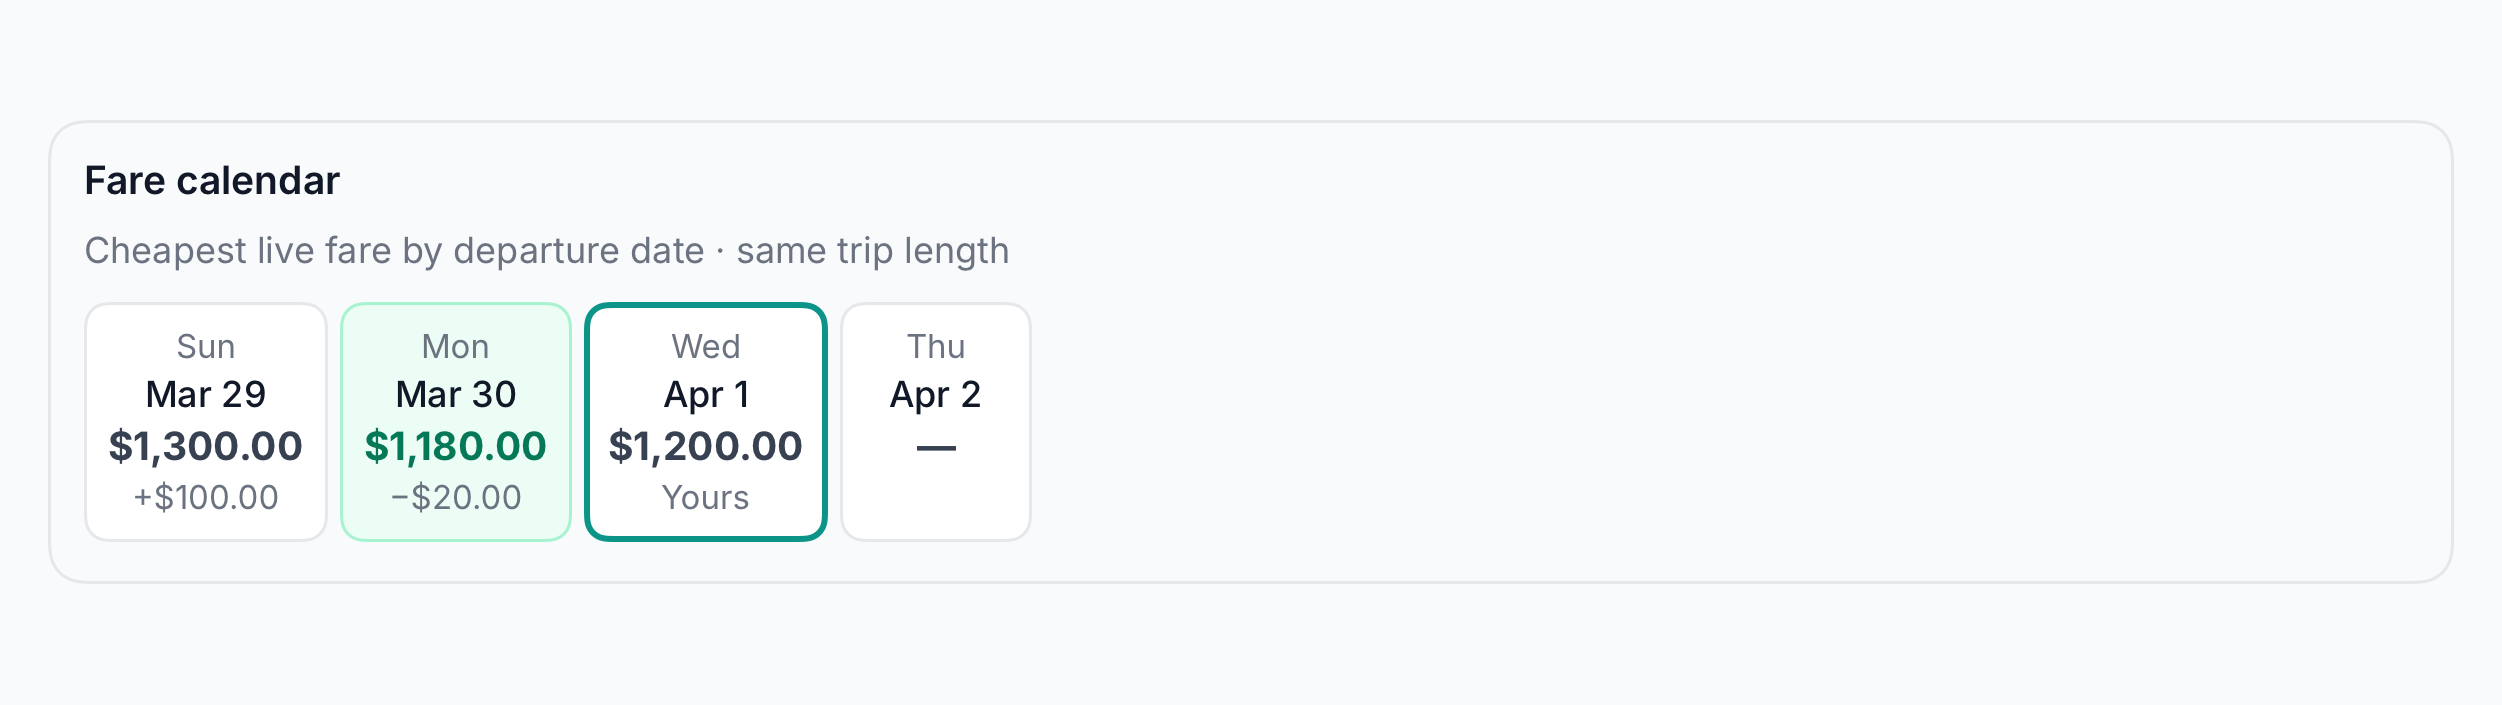 Fare calendar
Cheapest live fare by departure date · same trip length
Sun
Mar 29
$1,300.00
+$100.00
Mon
Mar 30
$1,180.00
−$20.00
Wed
Apr 1
$1,200.00
Yours
Thu
Apr 2
—